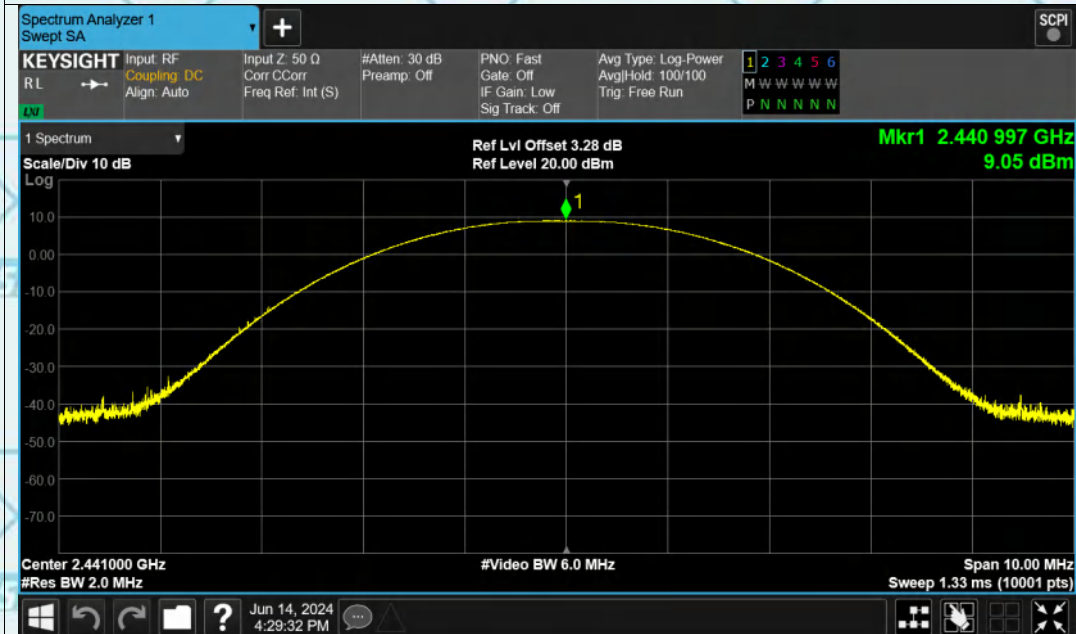 Spectrum Analyzer 1
Swept SA
+
SCPI
KEYSIGHT
RL
LXI
Input: RF
Coupling: DC
Align: Auto
Input Z: 50 Ω
Corr CCorr
Freq Ref: Int (S)
#Atten: 30 dB
Preamp: Off
PNO: Fast
Gate: Off
IF Gain: Low
Sig Track: Off
Avg Type: Log-Power
Avg|Hold: 100/100
Trig: Free Run
1 2 3 4 5 6
M W W W W W
P N N N N N
1 Spectrum
Scale/Div 10 dB
Log
Ref Lvl Offset 3.28 dB
Ref Level 20.00 dBm
Mkr1 2.440 997 GHz
9.05 dBm
1
10.0
0.00
-10.0
-20.0
-30.0
-40.0
-50.0
-60.0
-70.0
Center 2.441000 GHz
#Res BW 2.0 MHz
#Video BW 6.0 MHz
Span 10.00 MHz
Sweep 1.33 ms (10001 pts)
?
Jun 14, 2024
4:29:32 PM